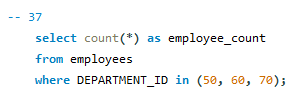 -- 37
select count(*) as employee_count
from employees
where DEPARTMENT_ID in (50, 60, 70);